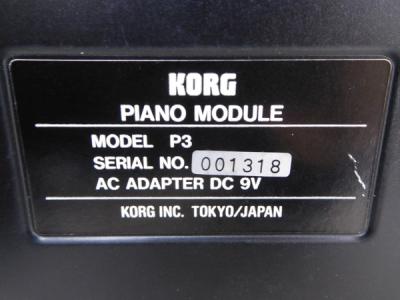 KORG
PIANO MODULE
MODEL P3
SERIAL NO. 001318
AC ADAPTER DC 9V
KORG INC. TOKYO/JAPAN